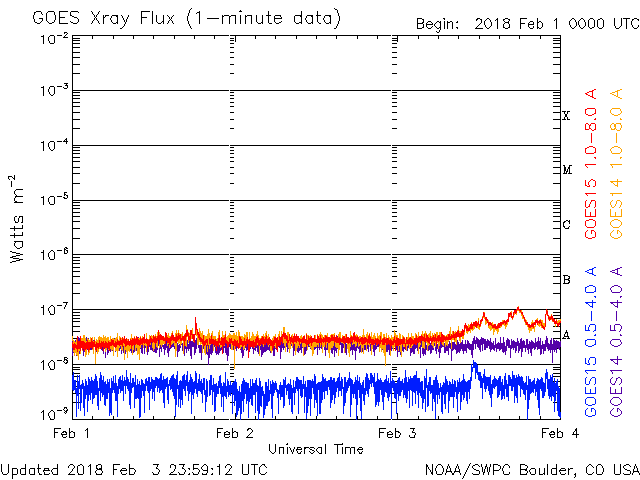 GOES Xray Flux (1-minute data)
Begin: 2018 Feb 1 0000 UTC
10⁻²
10⁻³
10⁻⁴
10⁻⁵
10⁻⁶
10⁻⁷
10⁻⁸
10⁻⁹
Watts m⁻²
X
M
C
B
A
GOES15 1.0-8.0 A
GOES14 1.0-8.0 A
GOES15 0.5-4.0 A
GOES14 0.5-4.0 A
Feb 1
Feb 2
Feb 3
Feb 4
Universal Time
Updated 2018 Feb 3 23:59:12 UTC
NOAA/SWPC Boulder, CO USA